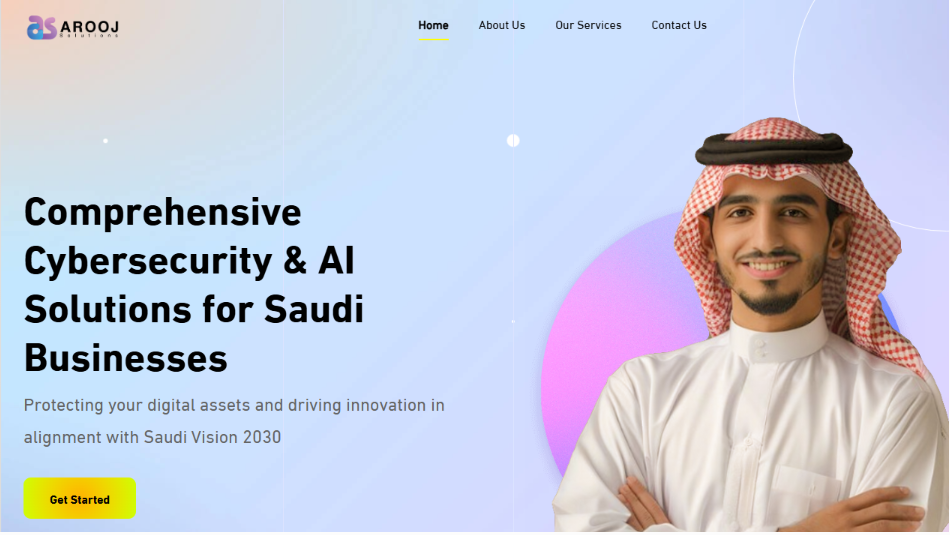 as AROOJ
Solutions
Home
About Us
Our Services
Contact Us
Comprehensive
Cybersecurity & AI
Solutions for Saudi
Businesses
Protecting your digital assets and driving innovation in
alignment with Saudi Vision 2030
Get Started